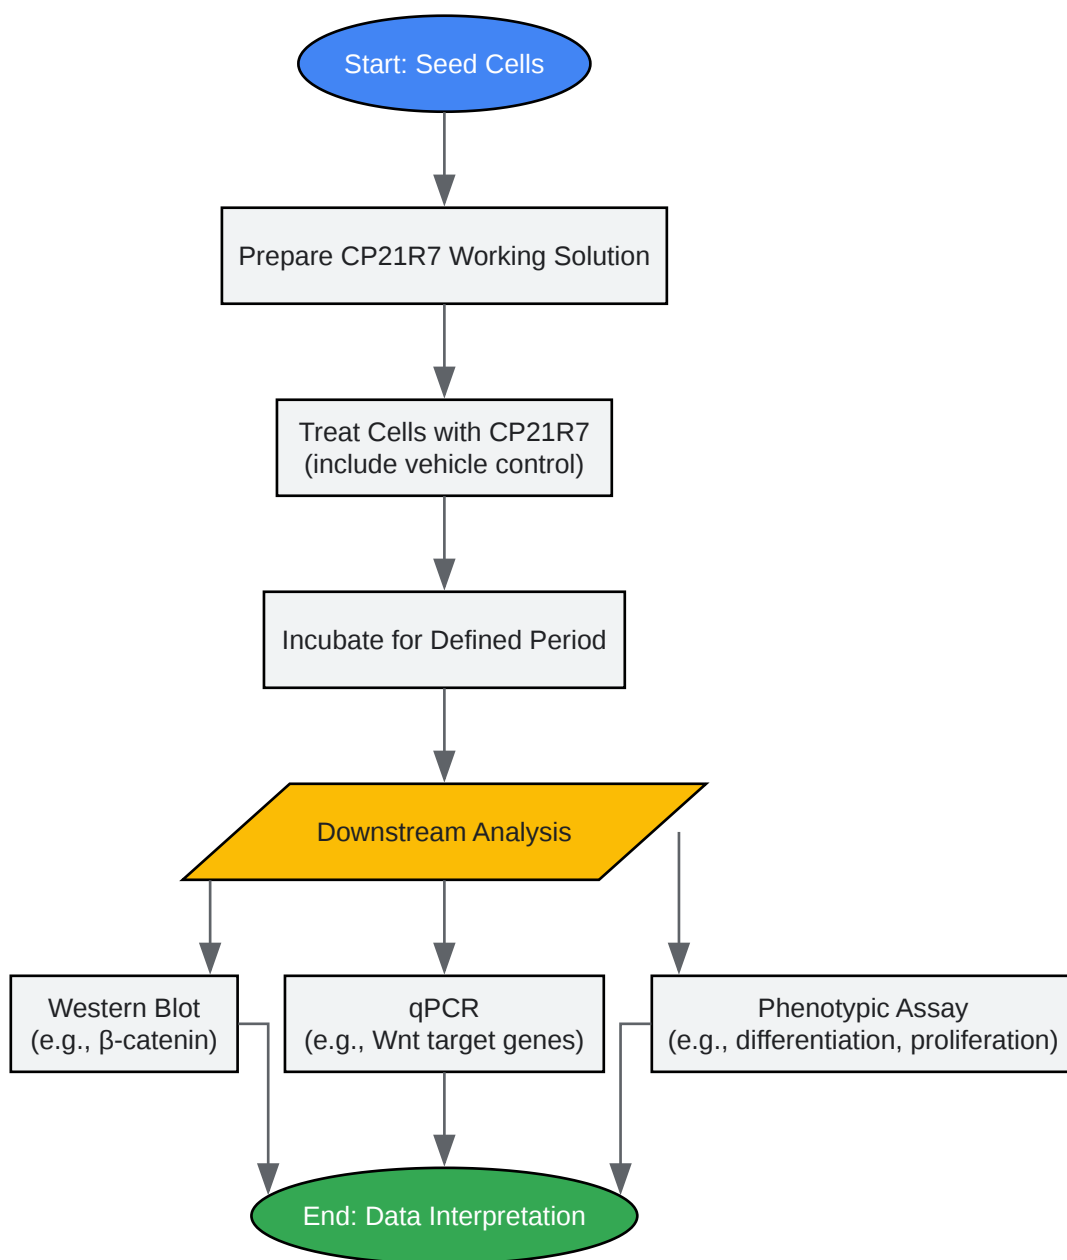 Start: Seed Cells
Prepare CP21R7 Working Solution
Treat Cells with CP21R7
(include vehicle control)
Incubate for Defined Period
Downstream Analysis
Western Blot
(e.g., β-catenin)
qPCR
(e.g., Wnt target genes)
Phenotypic Assay
(e.g., differentiation, proliferation)
End: Data Interpretation